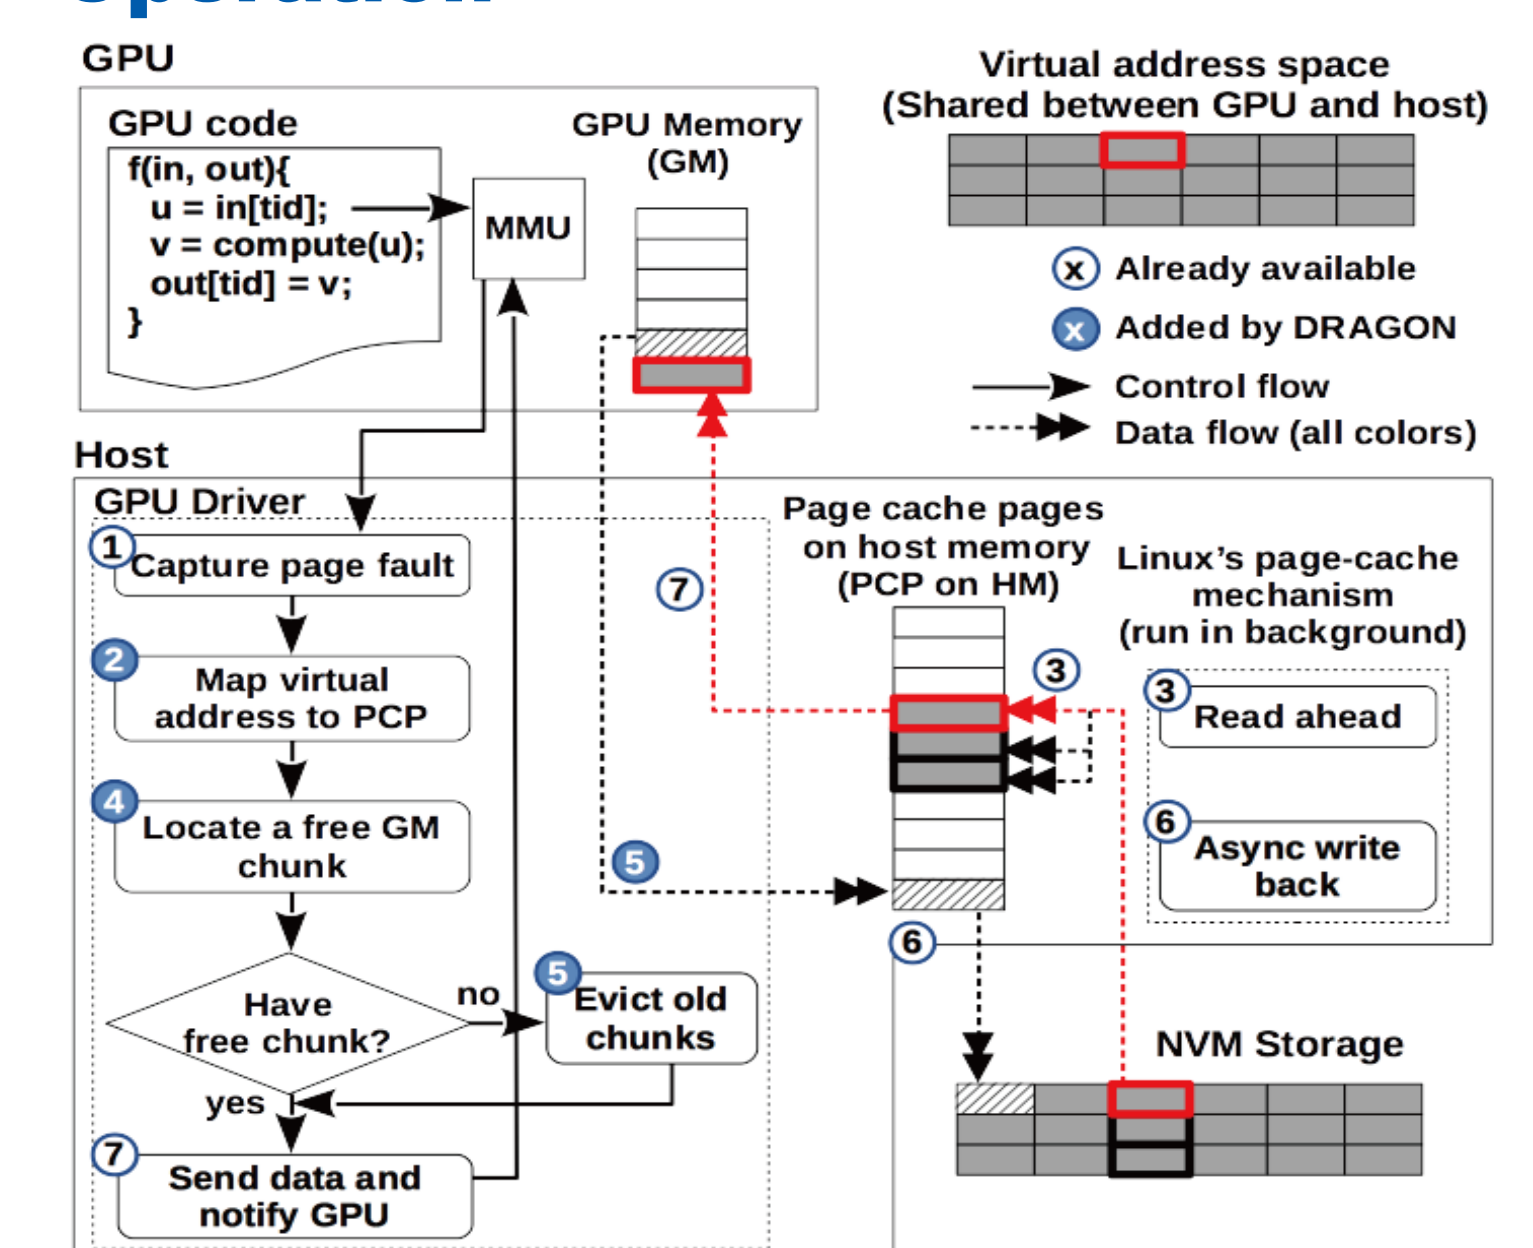 operation
GPU
GPU code
f(in, out){
u = in[tid];
v = compute(u);
out[tid] = v;
}
MMU
GPU Memory
(GM)
Virtual address space
(Shared between GPU and host)
x Already available
x Added by DRAGON
Control flow
Data flow (all colors)
Host
GPU Driver
1
Capture page fault
2
Map virtual
address to PCP
4
Locate a free GM
chunk
Have
free chunk?
no
yes
5
Evict old
chunks
7
Send data and
notify GPU
7
5
Page cache pages
on host memory
(PCP on HM)
3
6
Linux’s page-cache
mechanism
(run in background)
3
Read ahead
6
Async write
back
NVM Storage